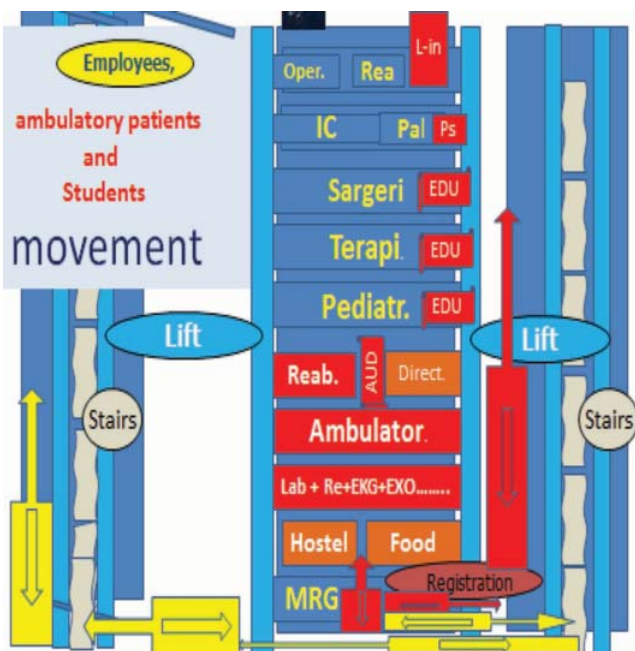 Employees,
ambulatory patients
and
Students
movement
L-in
Oper. Rea
IC Pal Ps
Sargeri EDU
Terapi. EDU
Pediatr. EDU
Lift
Lift
Reab. AUD Direct.
Stairs
Stairs
Ambulator.
Lab + Re+EKG+EXO........
Hostel Food
Registration
MRG